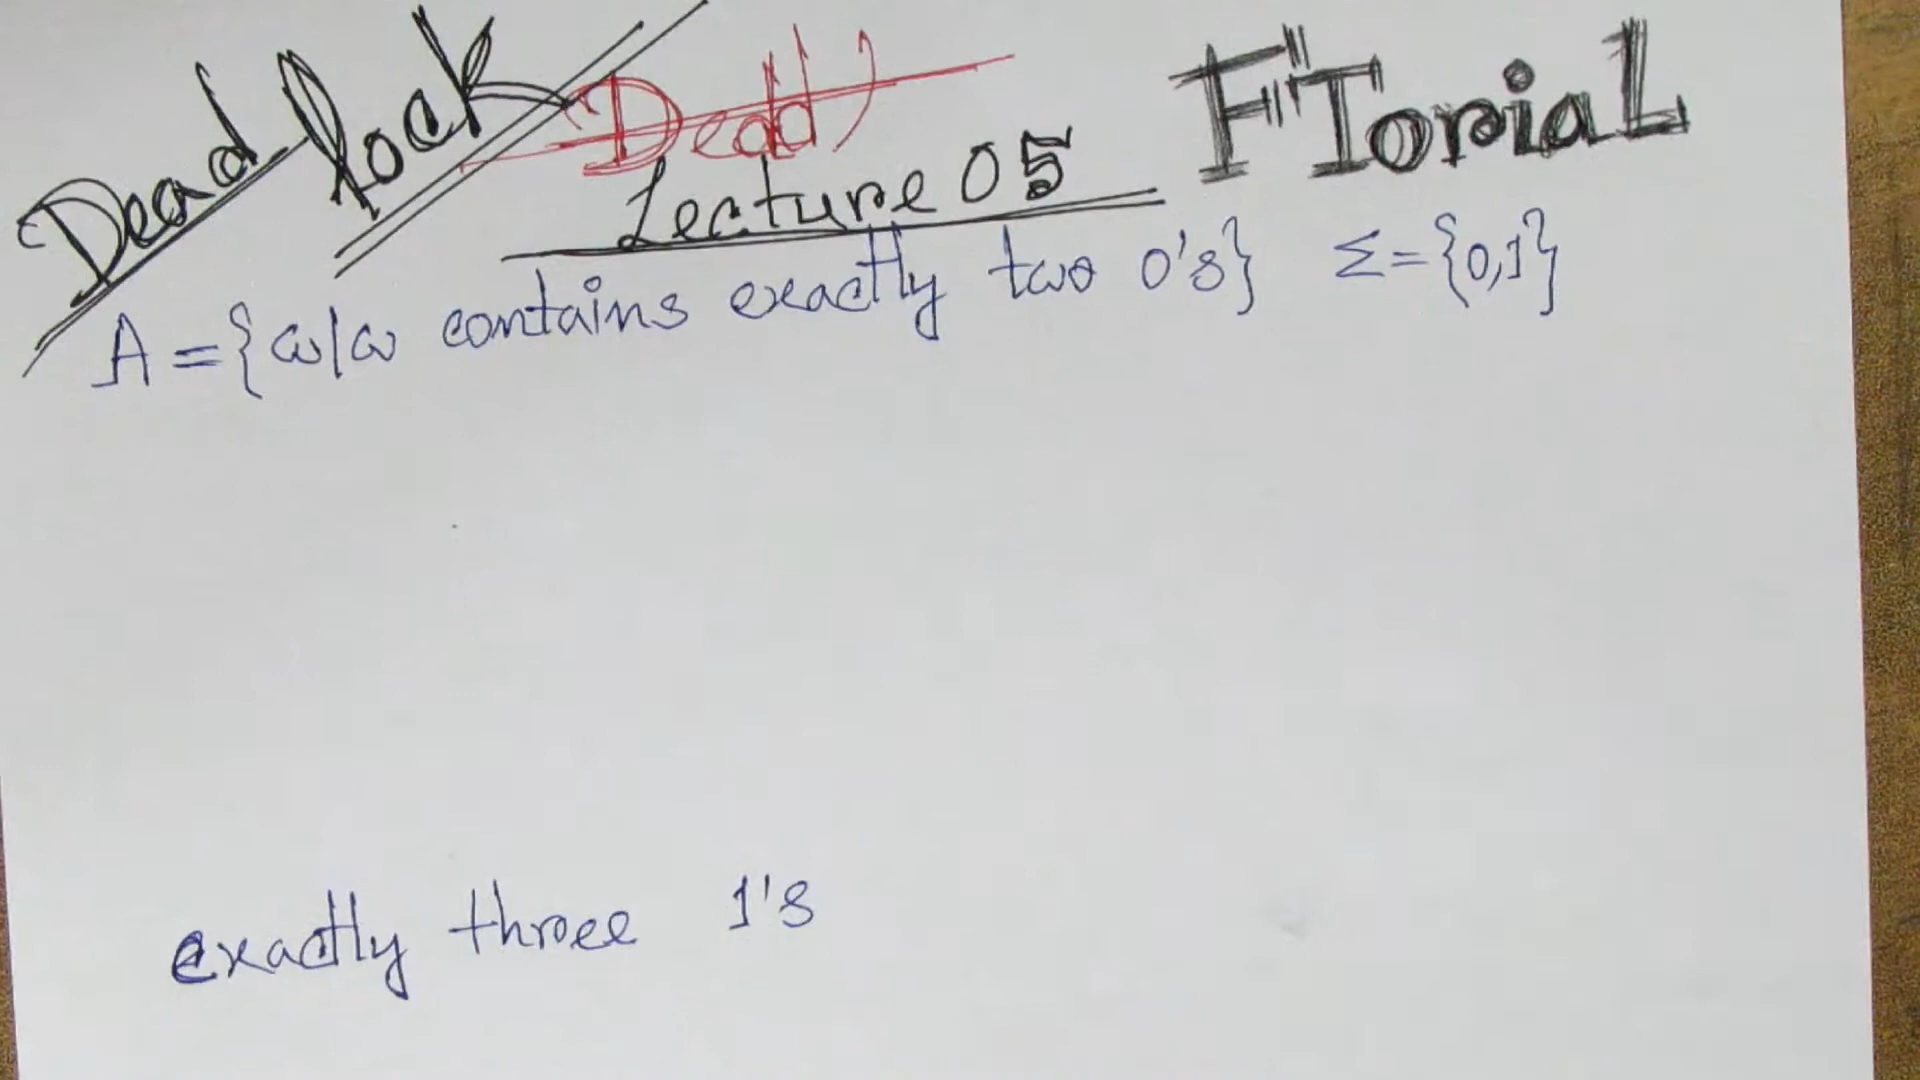 Dead lock
Dead)
FTorial
Lecture 05
A = {ω/ω contains exactly two 0's} Σ = {0,1}
exactly three 1's